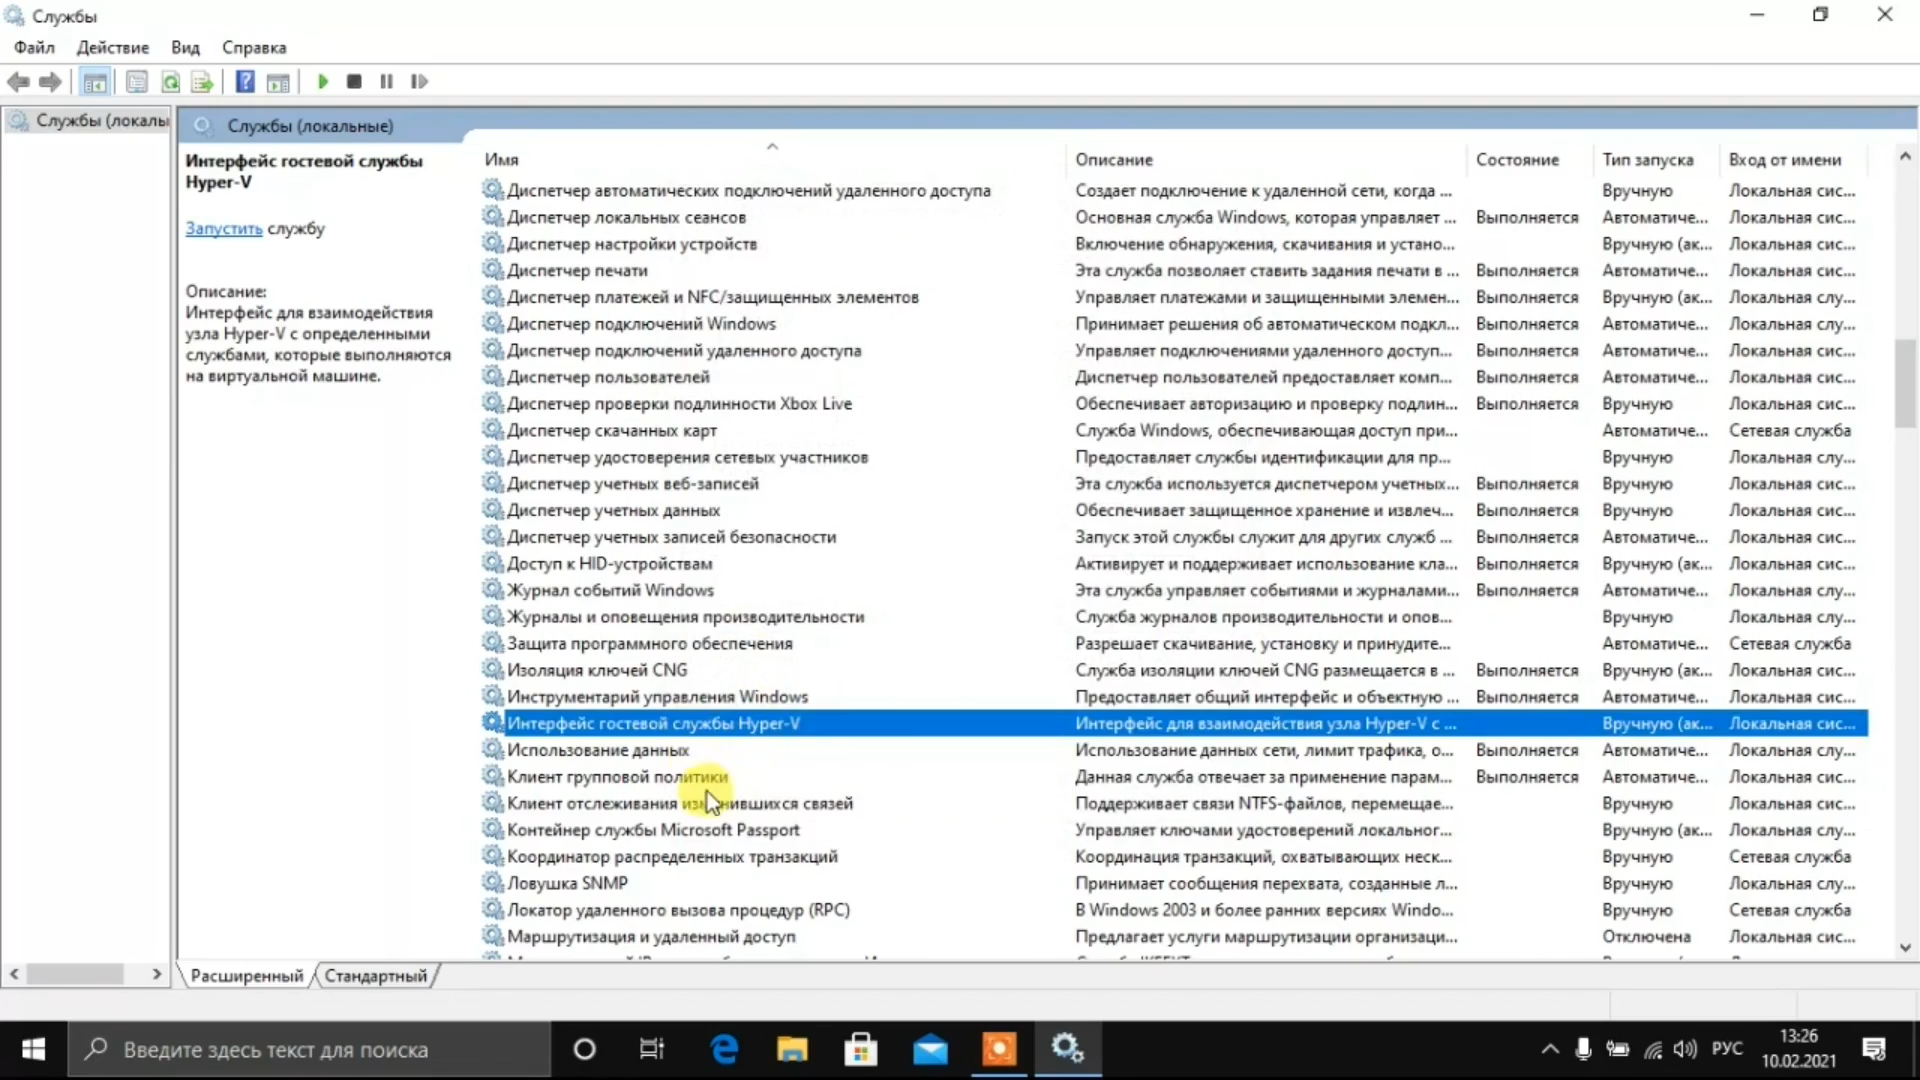 Службы
Файл Действие Вид Справка
Службы (локалы
Службы (локальные)
Интерфейс гостевой службы
Hyper-V
Запустить службу
Описание:
Интерфейс для взаимодействия
узла Hyper-V с определенными
службами, которые выполняются
на виртуальной машине.
Имя Описание Состояние Тип запуска Вход от имени
Диспетчер автоматических подключений удаленного доступа Создает подключение к удаленной сети, когда ... Вручную Локальная сис...
Диспетчер локальных сеансов Основная служба Windows, которая управляет ... Выполняется Автоматиче... Локальная сис...
Диспетчер настройки устройств Включение обнаружения, скачивания и устано... Вручную (ак... Локальная сис...
Диспетчер печати Эта служба позволяет ставить задания печати в ... Выполняется Автоматиче... Локальная сис...
Диспетчер платежей и NFC/защищенных элементов Управляет платежами и защищенными элемен... Выполняется Вручную (ак... Локальная слу...
Диспетчер подключений Windows Принимает решения об автоматическом подкл... Выполняется Автоматиче... Локальная слу...
Диспетчер подключений удаленного доступа Управляет подключениями удаленного доступ... Выполняется Автоматиче... Локальная сис...
Диспетчер пользователей Диспетчер пользователей предоставляет комп... Выполняется Автоматиче... Локальная сис...
Диспетчер проверки подлинности Xbox Live Обеспечивает авторизацию и проверку подлин... Выполняется Вручную Локальная сис...
Диспетчер скачанных карт Служба Windows, обеспечивающая доступ при... Автоматиче... Сетевая служба
Диспетчер удостоверения сетевых участников Предоставляет службы идентификации для пр... Вручную Локальная слу...
Диспетчер учетных веб-записей Эта служба используется диспетчером учетных... Выполняется Вручную Локальная сис...
Диспетчер учетных данных Обеспечивает защищенное хранение и извлеч... Выполняется Вручную Локальная сис...
Диспетчер учетных записей безопасности Запуск этой службы служит для других служб ... Выполняется Автоматиче... Локальная сис...
Доступ к HID-устройствам Активирует и поддерживает использование кла... Выполняется Вручную (ак... Локальная сис...
Журнал событий Windows Эта служба управляет событиями и журналами... Выполняется Автоматиче... Локальная слу...
Журналы и оповещения производительности Служба журналов производительности и опов... Вручную Локальная слу...
Защита программного обеспечения Разрешает скачивание, установку и принудите... Автоматиче... Сетевая служба
Изоляция ключей CNG Служба изоляции ключей CNG размещается в ... Выполняется Вручную (ак... Локальная сис...
Инструментарий управления Windows Предоставляет общий интерфейс и объектную ... Выполняется Автоматиче... Локальная сис...
Интерфейс гостевой службы Hyper-V Интерфейс для взаимодействия узла Hyper-V с ... Вручную (ак... Локальная сис...
Использование данных Использование данных сети, лимит трафика, о... Выполняется Автоматиче... Локальная слу...
Клиент групповой политики Данная служба отвечает за применение парам... Выполняется Автоматиче... Локальная сис...
Клиент отслеживания изменившихся связей Поддерживает связи NTFS-файлов, перемещае... Вручную Локальная сис...
Контейнер службы Microsoft Passport Управляет ключами удостоверений локальног... Вручную (ак... Локальная слу...
Координатор распределенных транзакций Координация транзакций, охватывающих неск... Вручную Сетевая служба
Ловушка SNMP Принимает сообщения перехвата, созданные л... Вручную Локальная слу...
Локатор удаленного вызова процедур (RPC) В Windows 2003 и более ранних версиях Windo... Вручную Сетевая служба
Маршрутизация и удаленный доступ Предлагает услуги маршрутизации организаци... Отключена Локальная сис...
Расширенный Стандартный
Введите здесь текст для поиска
РУС
13:26
10.02.2021